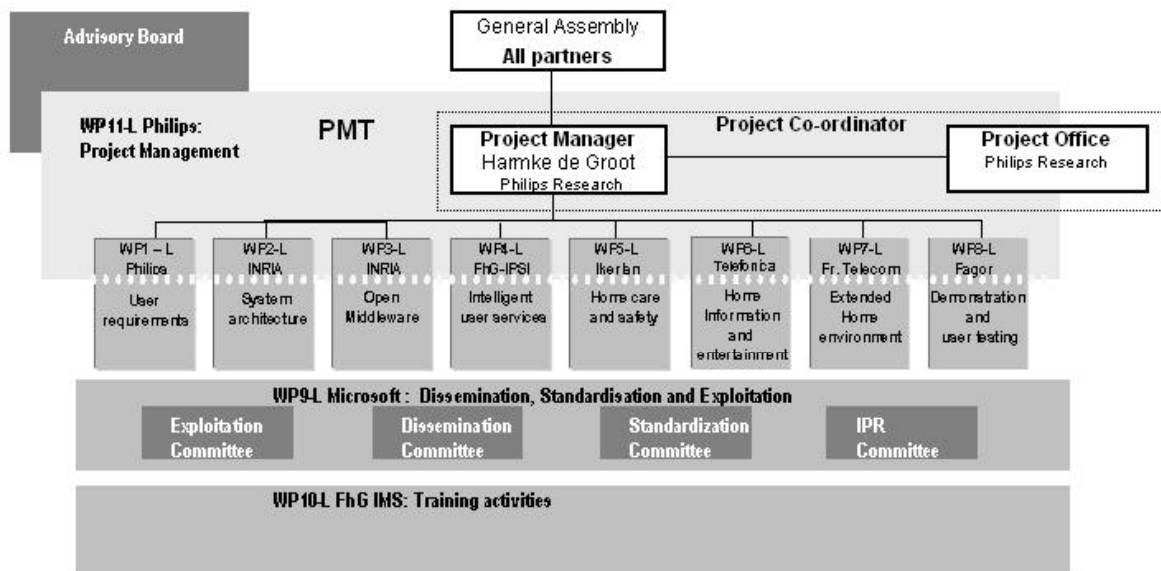 Advisory Board
General Assembly
All partners
WP11-L Philips:
Project Management
PMT
Project Co-ordinator
Project Manager
Harmke de Groot
Philips Research
Project Office
Philips Research
WP1 – L
Philips
User
requirements
WP2-L
INRIA
System
architecture
WP3-L
INRIA
Open
Middleware
WP4-L
FhG-IPSI
Intelligent
user services
WP5-L
Ikerlan
Home care
and safety
WP6-L
Telefonica
Home
Information
and
entertainment
WP7-L
Fr. Telecom
Extended
Home
environment
WP8-L
Fagor
Demonstration
and
user testing
WP9-L Microsoft : Dissemination, Standardisation and Exploitation
Exploitation
Committee
Dissemination
Committee
Standardization
Committee
IPR
Committee
WP10-L FhG IMS: Training activities